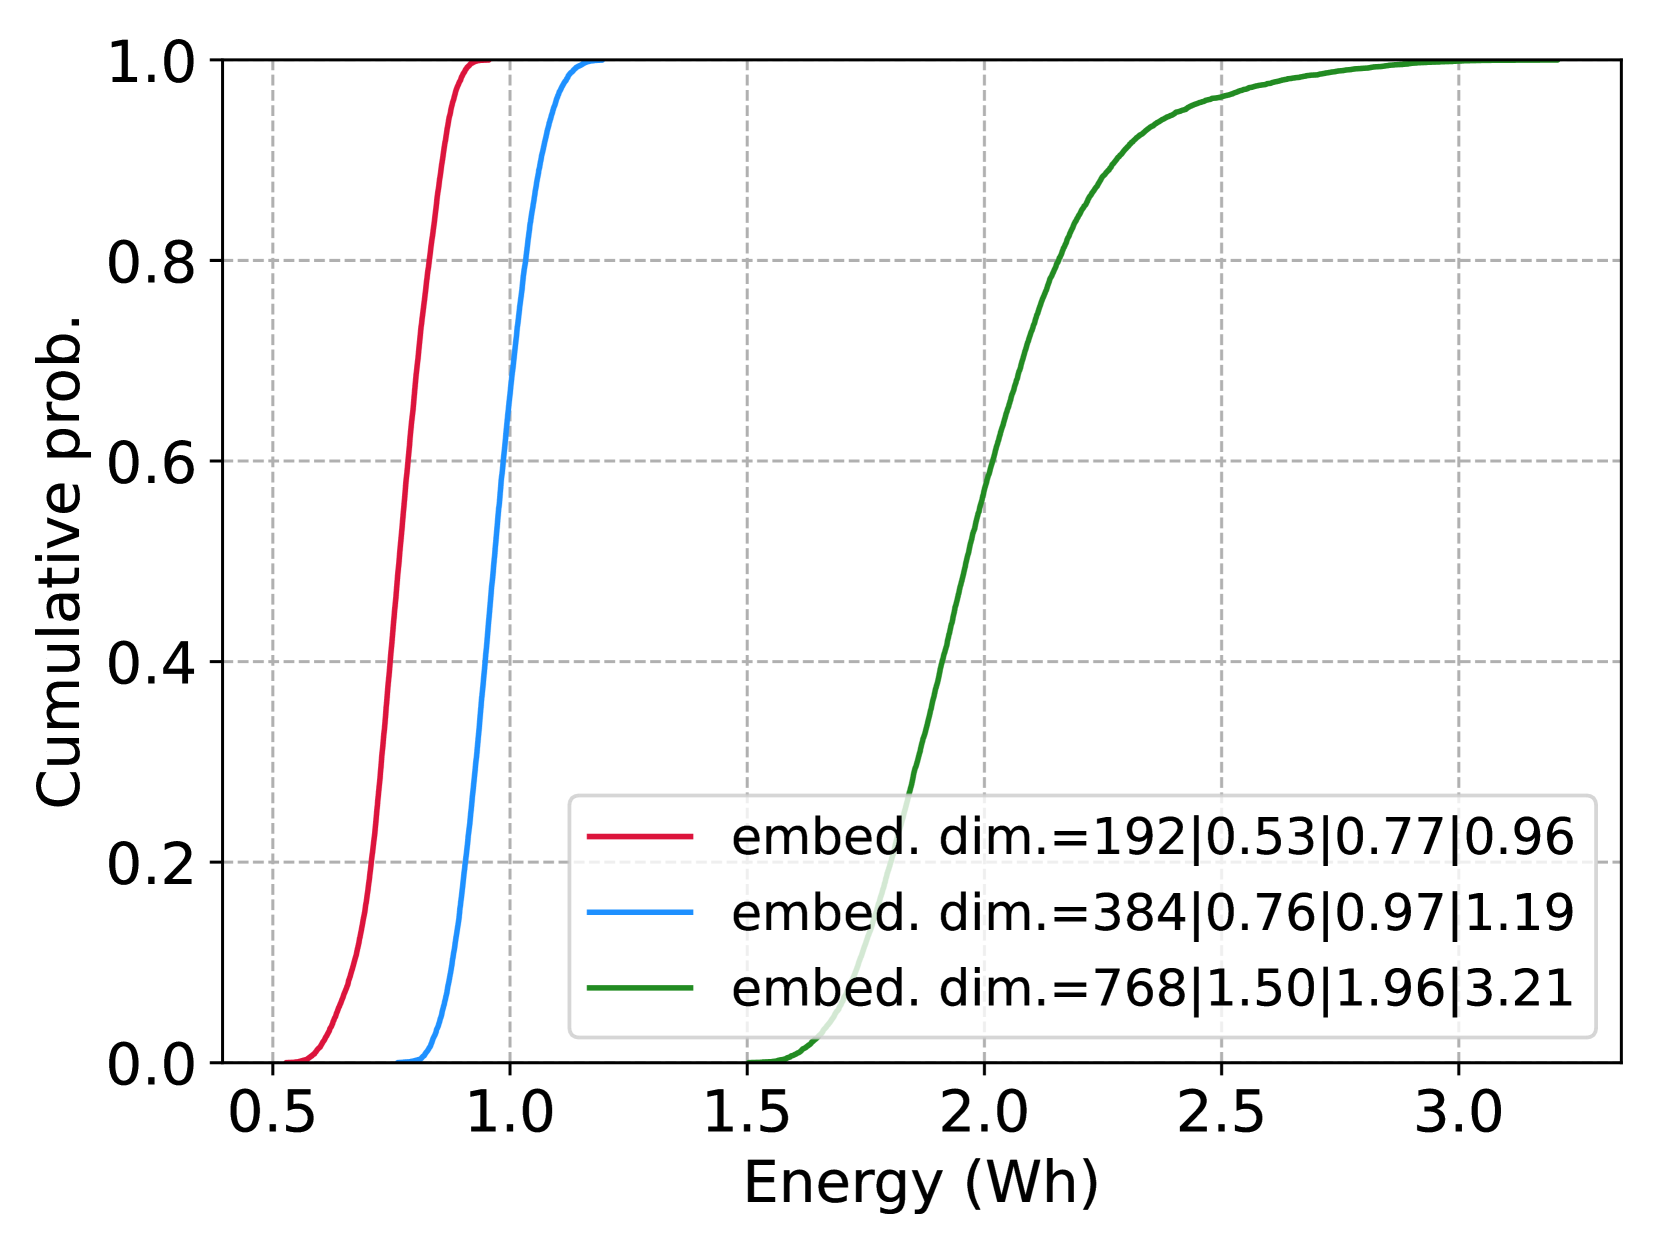 1.0
0.8
0.6
0.4
0.2
0.0
Cumulative prob.
embed. dim.=192|0.53|0.77|0.96
embed. dim.=384|0.76|0.97|1.19
embed. dim.=768|1.50|1.96|3.21
0.5 1.0 1.5 2.0 2.5 3.0
Energy (Wh)